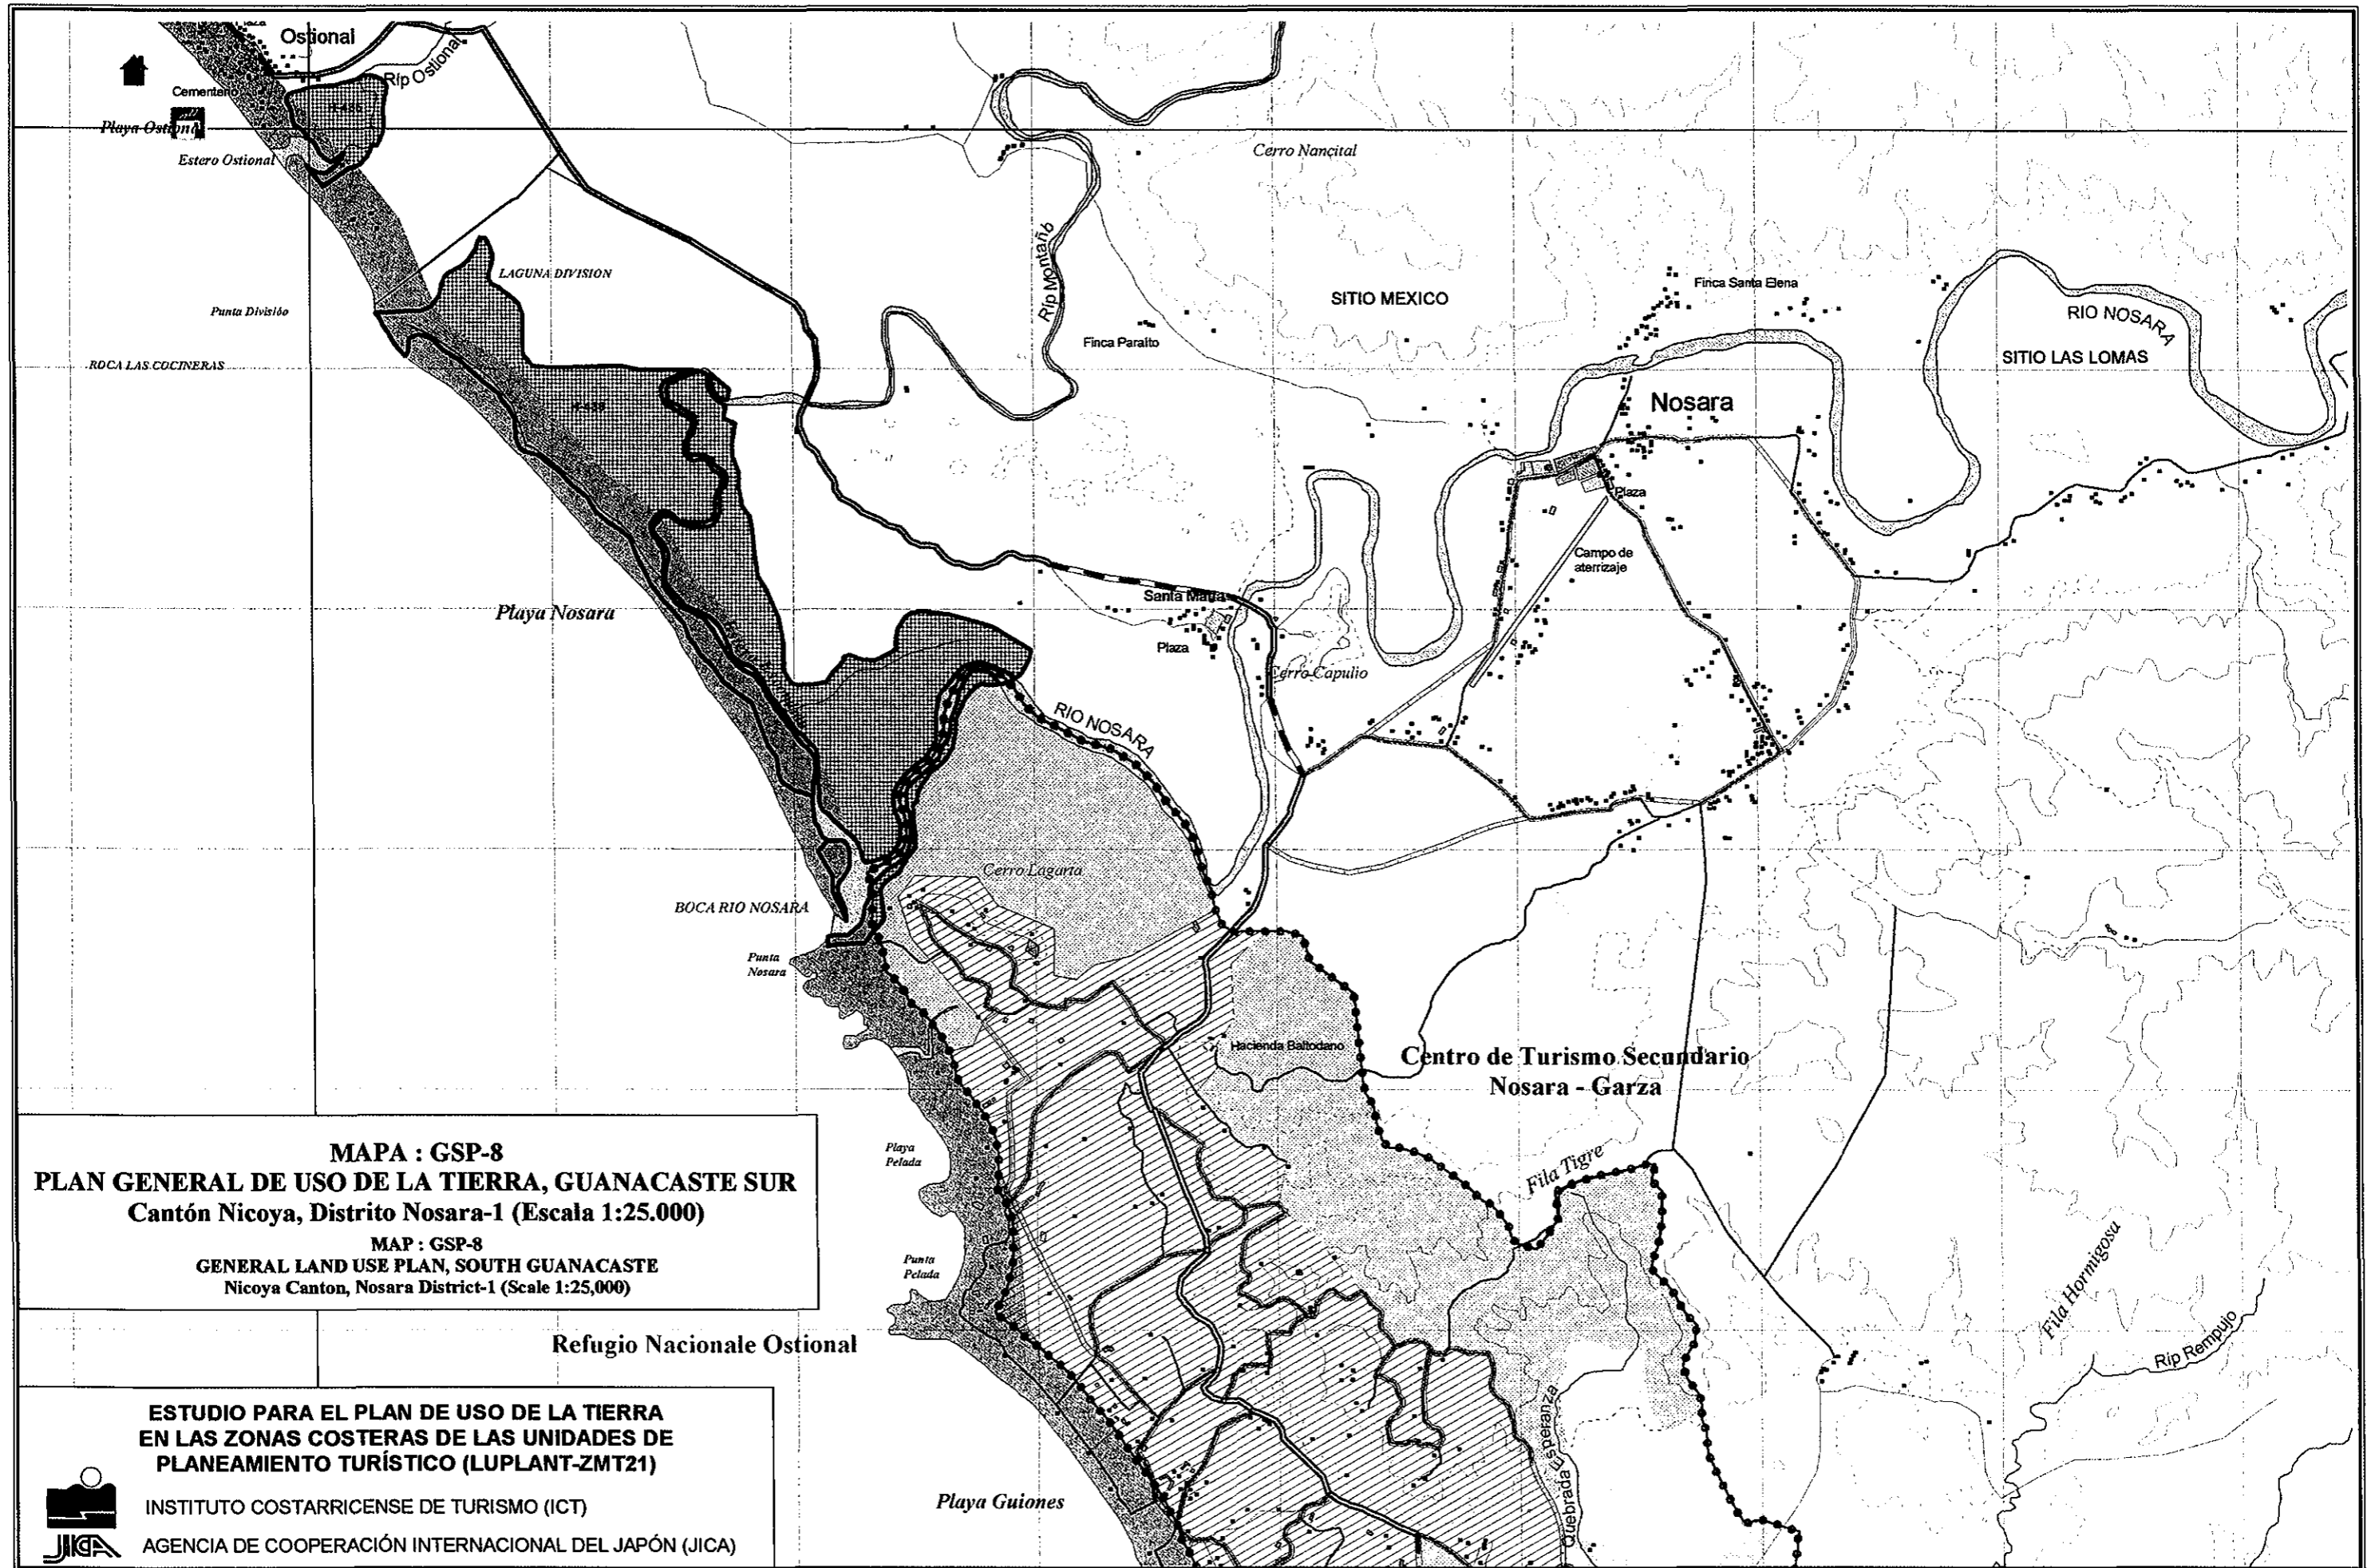 Ostional
Ríp Ostional
Cementerio
Playa Ostional
Estero Ostional
Cerro Nançital
LAGUNA DIVISION
Ríp Montaño
SITIO MEXICO
Finca Santa Elena
RIO NOSARA
Punta División
Finca Paraíto
SITIO LAS LOMAS
ROCA LAS COCINERAS
Nosara
Plaza
Campo de
aterrizaje
Playa Nosara
Santa Marta
Plaza
Cerro Capulio
RIO NOSARA
Cerro Lagarta
BOCA RIO NOSARA
Punta
Nosara
Hacienda Baltodano
Centro de Turismo Secundario
Nosara - Garza
MAPA : GSP-8
PLAN GENERAL DE USO DE LA TIERRA, GUANACASTE SUR
Cantón Nicoya, Distrito Nosara-1 (Escala 1:25.000)
MAP : GSP-8
GENERAL LAND USE PLAN, SOUTH GUANACASTE
Nicoya Canton, Nosara District-1 (Scale 1:25,000)
Playa
Pelada
Fila Tigre
Punta
Pelada
Fila Hormigosa
Ríp Rempujo
Refugio Nacionale Ostional
Quebrada Esperanza
ESTUDIO PARA EL PLAN DE USO DE LA TIERRA
EN LAS ZONAS COSTERAS DE LAS UNIDADES DE
PLANEAMIENTO TURÍSTICO (LUPLANT-ZMT21)
INSTITUTO COSTARRICENSE DE TURISMO (ICT)
JICA
AGENCIA DE COOPERACIÓN INTERNACIONAL DEL JAPÓN (JICA)
Playa Guiones